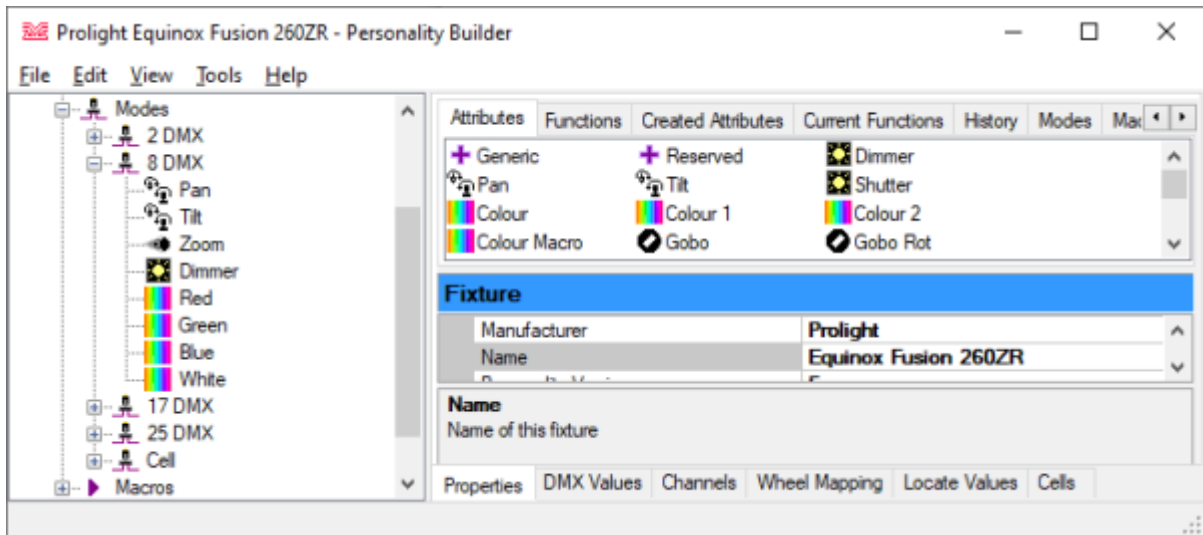 Prolight Equinox Fusion 260ZR - Personality Builder
File Edit View Tools Help
Modes
2 DMX
8 DMX
Pan
Tilt
Zoom
Dimmer
Red
Green
Blue
White
17 DMX
25 DMX
Cell
Macros
Attributes Functions Created Attributes Current Functions History Modes
Generic Reserved Dimmer
Pan Tilt Shutter
Colour Colour 1 Colour 2
Colour Macro Gobo Gobo Rot
Fixture
Manufacturer Prolight
Name Equinox Fusion 260ZR
Name
Name of this fixture
Properties DMX Values Channels Wheel Mapping Locate Values Cells